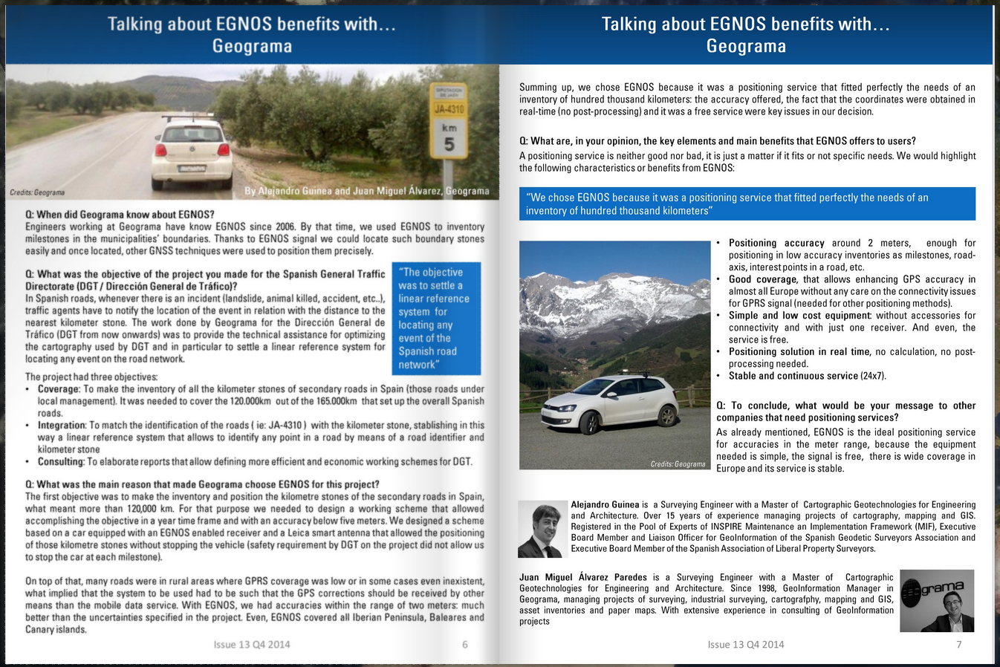 Talking about EGNOS benefits with...
Geograma
DIPUTACION
DE JAEN
JA-4310
km
5
Credits: Geograma
By Alejandro Guinea and Juan Miguel Álvarez, Geograma
Q: When did Geograma know about EGNOS?
Engineers working at Geograma have know EGNOS since 2006. By that time, we used EGNOS to inventory
milestones in the municipalities' boundaries. Thanks to EGNOS signal we could locate such boundary stones
easily and once located, other GNSS techniques were used to position them precisely.
Q: What was the objective of the project you made for the Spanish General Traffic
Directorate (DGT / Dirección General de Tráfico)?
In Spanish roads, whenever there is an incident (landslide, animal killed, accident, etc..),
traffic agents have to notify the location of the event in relation with the distance to the
nearest kilometer stone. The work done by Geograma for the Dirección General de
Tráfico (DGT from now onwards) was to provide the technical assistance for optimizing
the cartography used by DGT and in particular to settle a linear reference system for
locating any event on the road network.
"The objective
was to settle a
linear reference
system for
locating any
event of the
Spanish road
network"
The project had three objectives:
• Coverage: To make the inventory of all the kilometer stones of secondary roads in Spain (those roads under
local management). It was needed to cover the 120.000km out of the 165.000km that set up the overall Spanish
roads.
• Integration: To match the identification of the roads ( ie: JA-4310 ) with the kilometer stone, stablishing in this
way a linear reference system that allows to identify any point in a road by means of a road identifier and
kilometer stone
• Consulting: To elaborate reports that allow defining more efficient and economic working schemes for DGT.
Q: What was the main reason that made Geograma choose EGNOS for this project?
The first objective was to make the inventory and position the kilometre stones of the secondary roads in Spain,
what meant more than 120,000 km. For that purpose we needed to design a working scheme that allowed
accomplishing the objective in a year time frame and with an accuracy below five meters. We designed a scheme
based on a car equipped with an EGNOS enabled receiver and a Leica smart antenna that allowed the positioning
of those kilometre stones without stopping the vehicle (safety requirement by DGT on the project did not allow us
to stop the car at each milestone).
On top of that, many roads were in rural areas where GPRS coverage was low or in some cases even inexistent,
what implied that the system to be used had to be such that the GPS corrections should be received by other
means than the mobile data service. With EGNOS, we had accuracies within the range of two meters: much
better than the uncertainties specified in the project. Even, EGNOS covered all Iberian Peninsula, Baleares and
Canary islands.
Issue 13 Q4 2014
6
Talking about EGNOS benefits with...
Geograma
Summing up, we chose EGNOS because it was a positioning service that fitted perfectly the needs of an
inventory of hundred thousand kilometers: the accuracy offered, the fact that the coordinates were obtained in
real-time (no post-processing) and it was a free service were key issues in our decision.
Q: What are, in your opinion, the key elements and main benefits that EGNOS offers to users?
A positioning service is neither good nor bad, it is just a matter if it fits or not specific needs. We would highlight
the following characteristics or benefits from EGNOS:
"We chose EGNOS because it was a positioning service that fitted perfectly the needs of an
inventory of hundred thousand kilometers"
• Positioning accuracy around 2 meters, enough for
positioning in low accuracy inventories as milestones, road-
axis, interest points in a road, etc.
• Good coverage, that allows enhancing GPS accuracy in
almost all Europe without any care on the connectivity issues
for GPRS signal (needed for other positioning methods).
• Simple and low cost equipment: without accessories for
connectivity and with just one receiver. And even, the
service is free.
• Positioning solution in real time, no calculation, no post-
processing needed.
• Stable and continuous service (24x7).
Credits: Geograma
Q: To conclude, what would be your message to other
companies that need positioning services?
As already mentioned, EGNOS is the ideal positioning service
for accuracies in the meter range, because the equipment
needed is simple, the signal is free, there is wide coverage in
Europe and its service is stable.
Alejandro Guinea is a Surveying Engineer with a Master of Cartographic Geotechnologies for Engineering
and Architecture. Over 15 years of experience managing projects of cartography, mapping and GIS.
Registered in the Pool of Experts of INSPIRE Maintenance an Implementation Framework (MIF), Executive
Board Member and Liaison Officer for GeoInformation of the Spanish Geodetic Surveyors Association and
Executive Board Member of the Spanish Association of Liberal Property Surveyors.
Juan Miguel Álvarez Paredes is a Surveying Engineer with a Master of Cartographic
Geotechnologies for Engineering and Architecture. Since 1998, GeoInformation Manager in
Geograma, managing projects of surveying, industrial surveying, cartografphy, mapping and GIS,
asset inventories and paper maps. With extensive experience in consulting of GeoInformation
projects
grama
Issue 13 Q4 2014
7